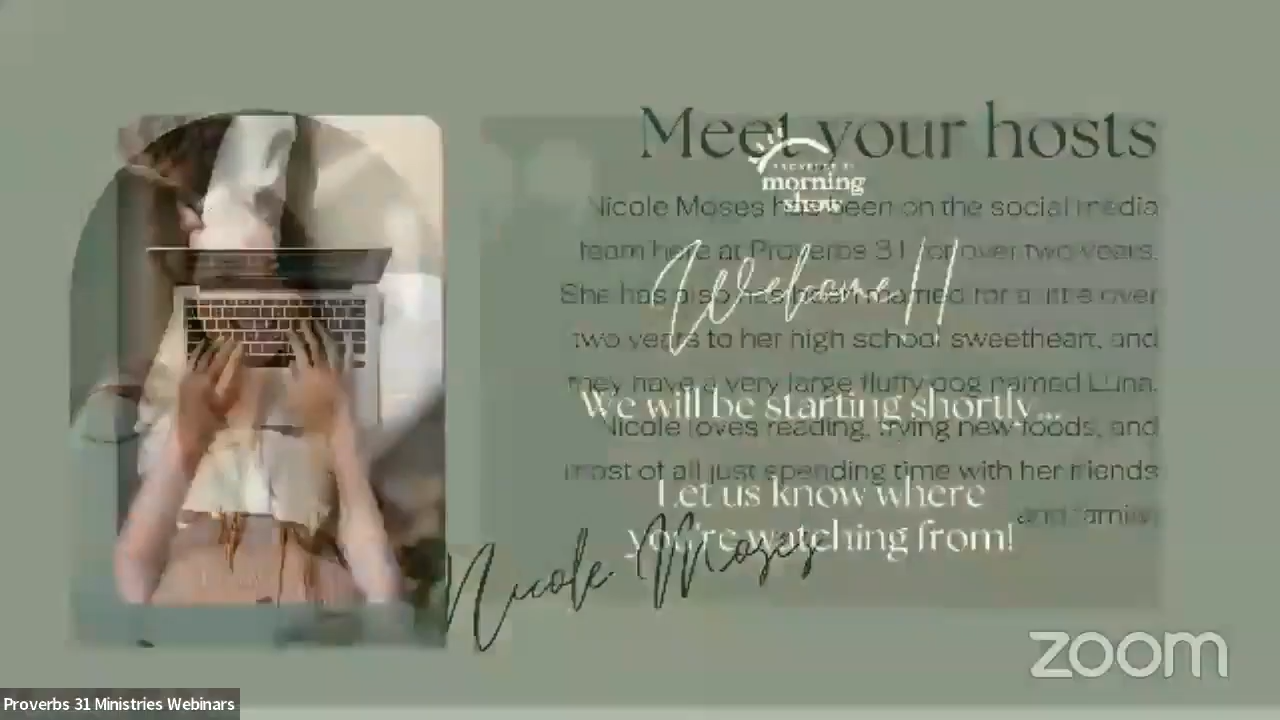 Meet your hosts
morning
show
Nicole Moses has been on the social media
team here at Proverbs 31 for over two years.
Welcome!!
She has also has been married for a little over
two years to her high school sweetheart, and
they have a very large fluffy dog named Luna.
We will be starting shortly...
Nicole loves reading, trying new foods, and
most of all just spending time with her friends
Let us know where
and family.
you're watching from!
Nicole Moses
zoom
Proverbs 31 Ministries Webinars